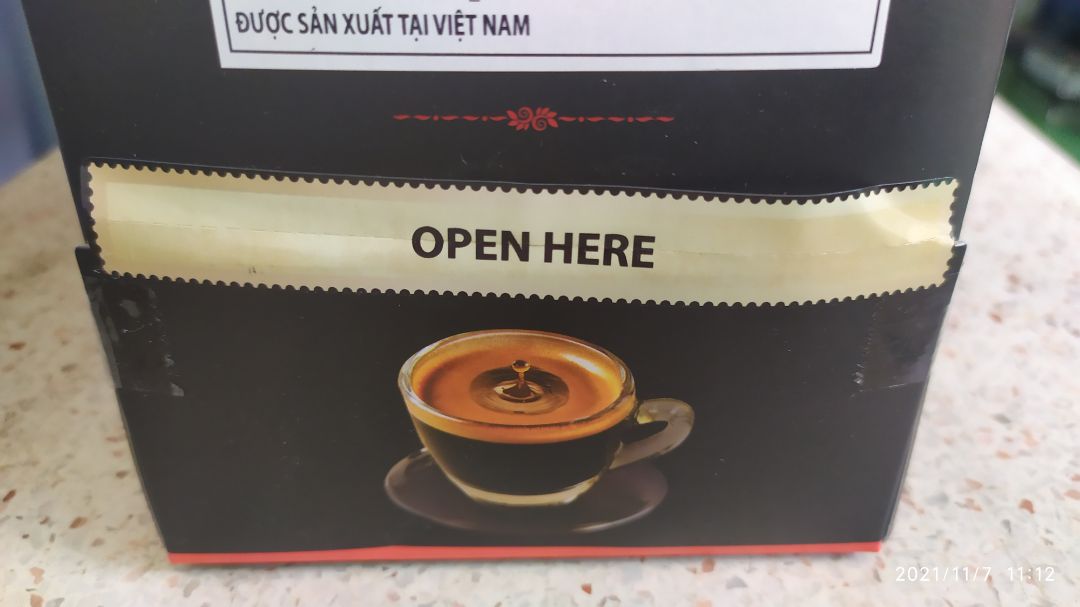 ĐƯỢC SẢN XUẤT TẠI VIỆT NAM
OPEN HERE
2021/11/7 11:12